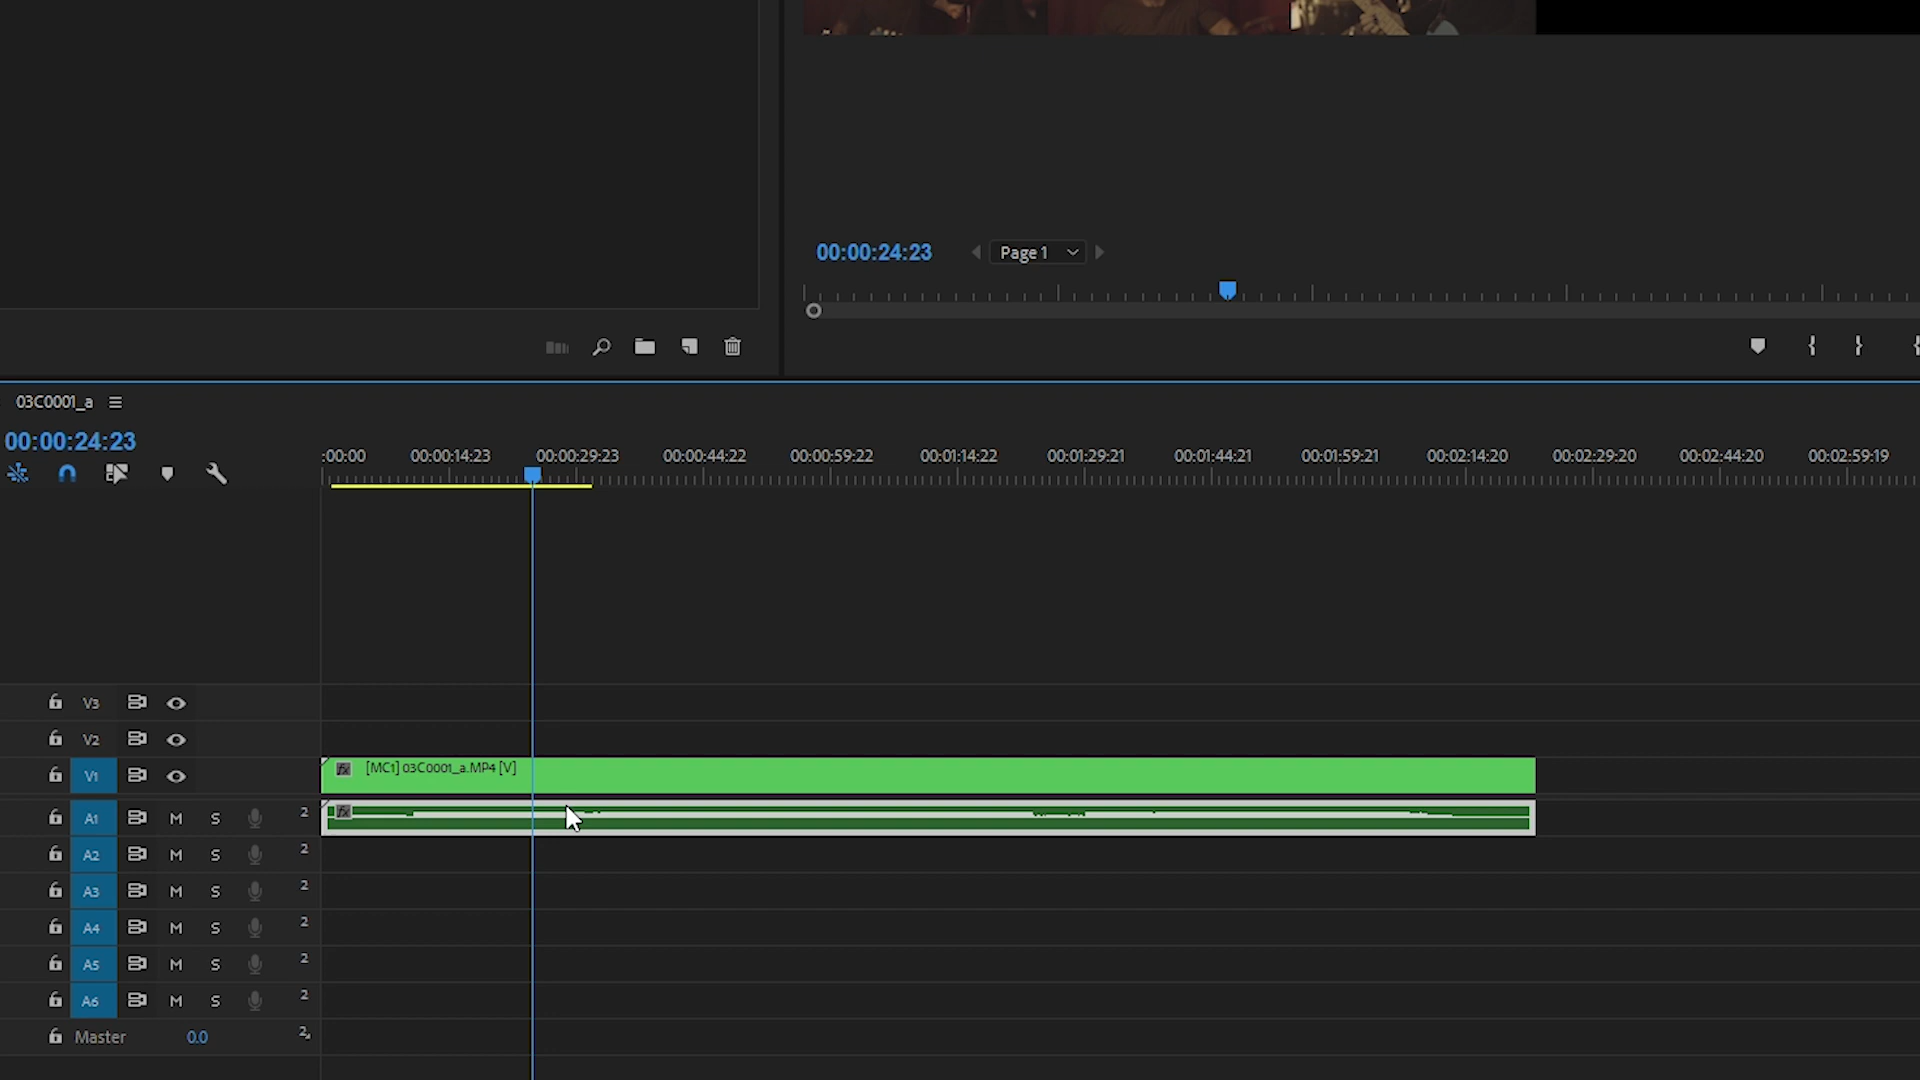 00:00:24:23
Page 1
03C0001_a
00:00:24:23
:00:00 00:00:14:23 00:00:29:23 00:00:44:22 00:00:59:22 00:01:14:22 00:01:29:21 00:01:44:21 00:01:59:21 00:02:14:20 00:02:29:20 00:02:44:20 00:02:59:19
V3
V2
V1
fx [MC1] 03C0001_a.MP4 [V]
A1 M S 2 fx
A2 M S 2
A3 M S 2
A4 M S 2
A5 M S 2
A6 M S 2
Master 0.0 2